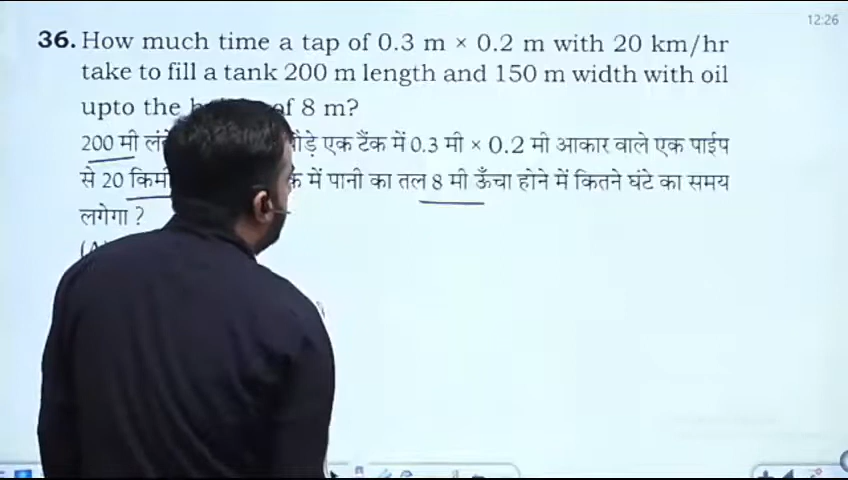 12:26
36. How much time a tap of 0.3 m × 0.2 m with 20 km/hr
take to fill a tank 200 m length and 150 m width with oil
upto the of 8 m?
200 मी एक टैंक में 0.3 मी × 0.2 मी आकार वाले एक पाईप
से 20 में पानी का तल 8 मी ऊँचा होने में कितने घंटे का समय
लगेगा ?